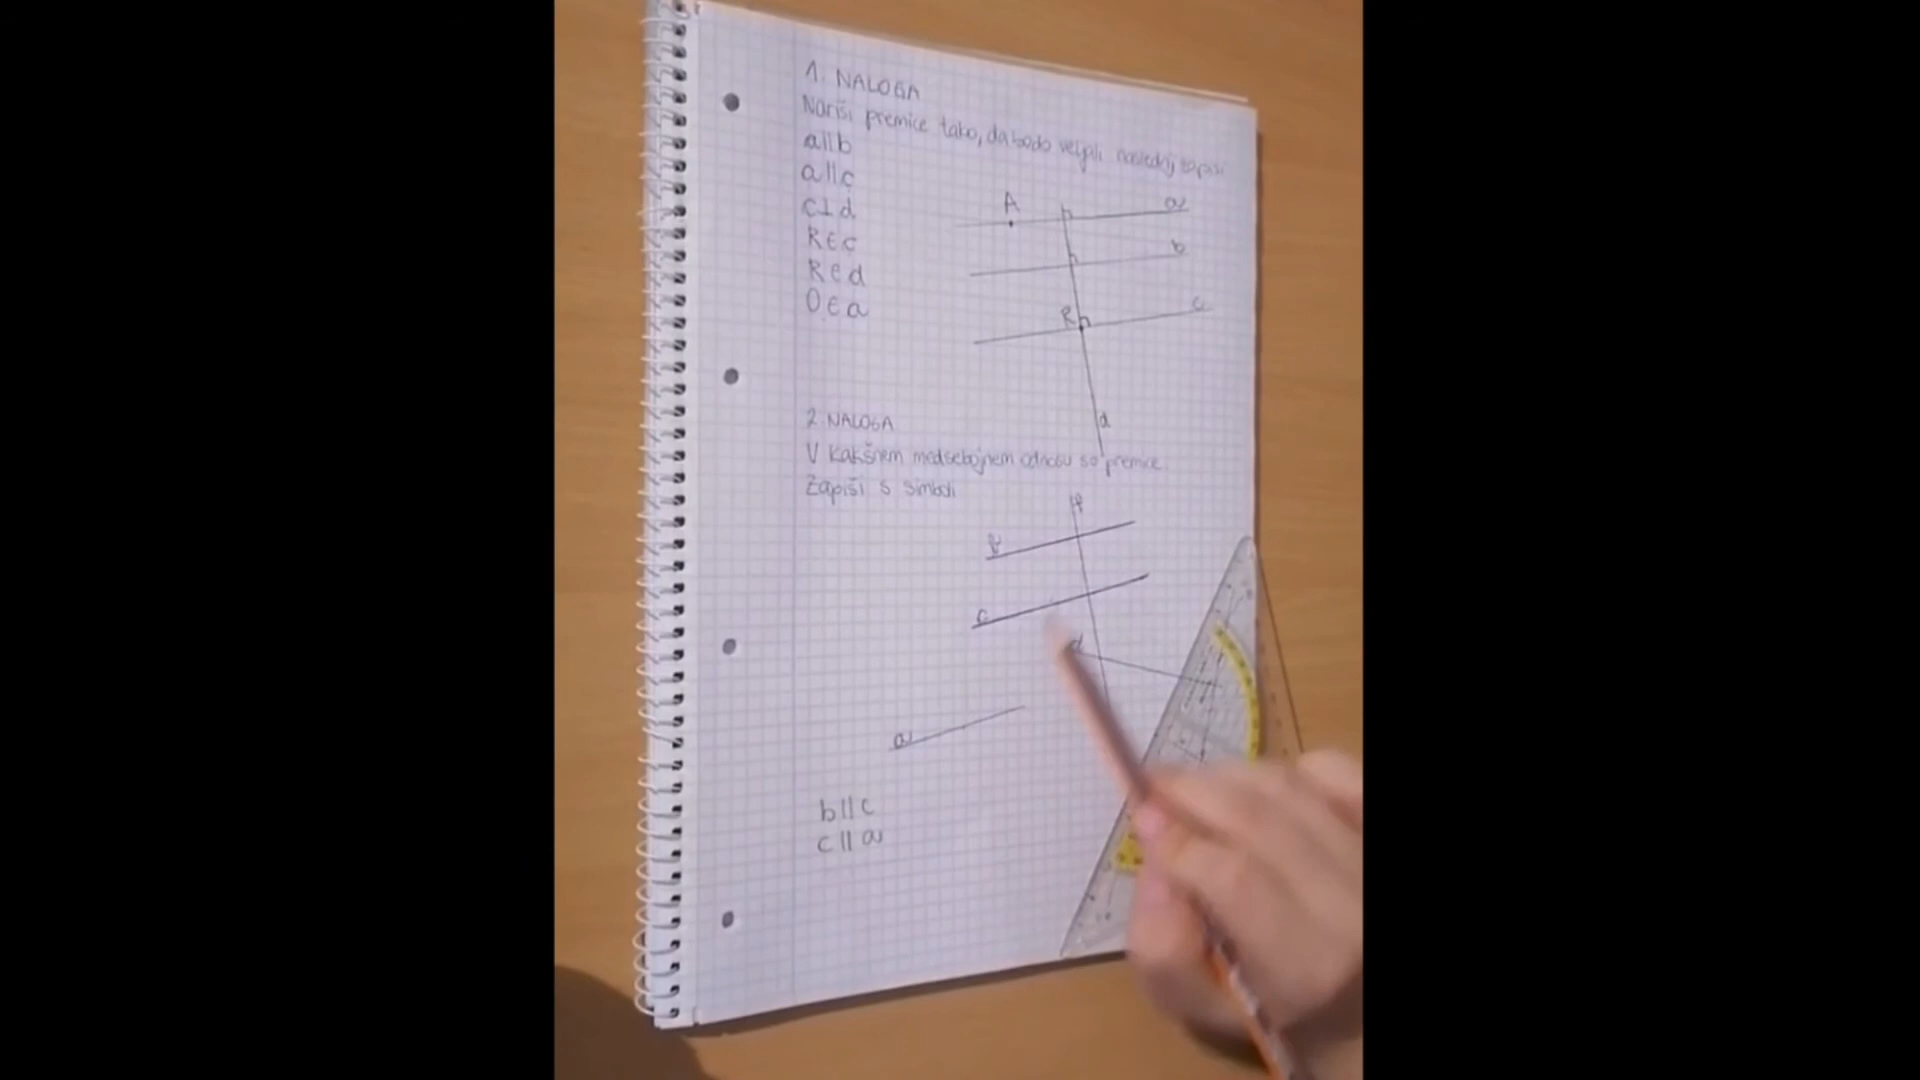 1. NALOGA
Nariši premice tako, da bodo veljali naslednji zapisi
a||b
a||c
c⊥d
R∈c
R∈d
O∈a
A
a
b
R
c
d
2 NALOGA
V kakšnem medsebojnem odnosu so premice.
Zapiši s simboli
b
c
d
a
b||c
c||a